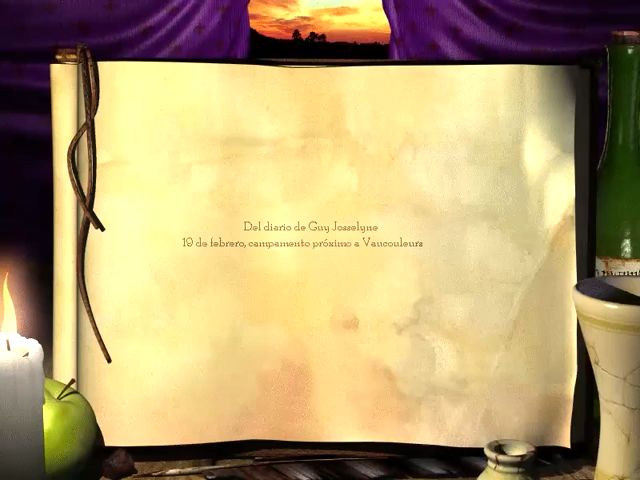 Del diario de Guy Josselyne
10 de febrero, campamento próximo a Vaucouleurs